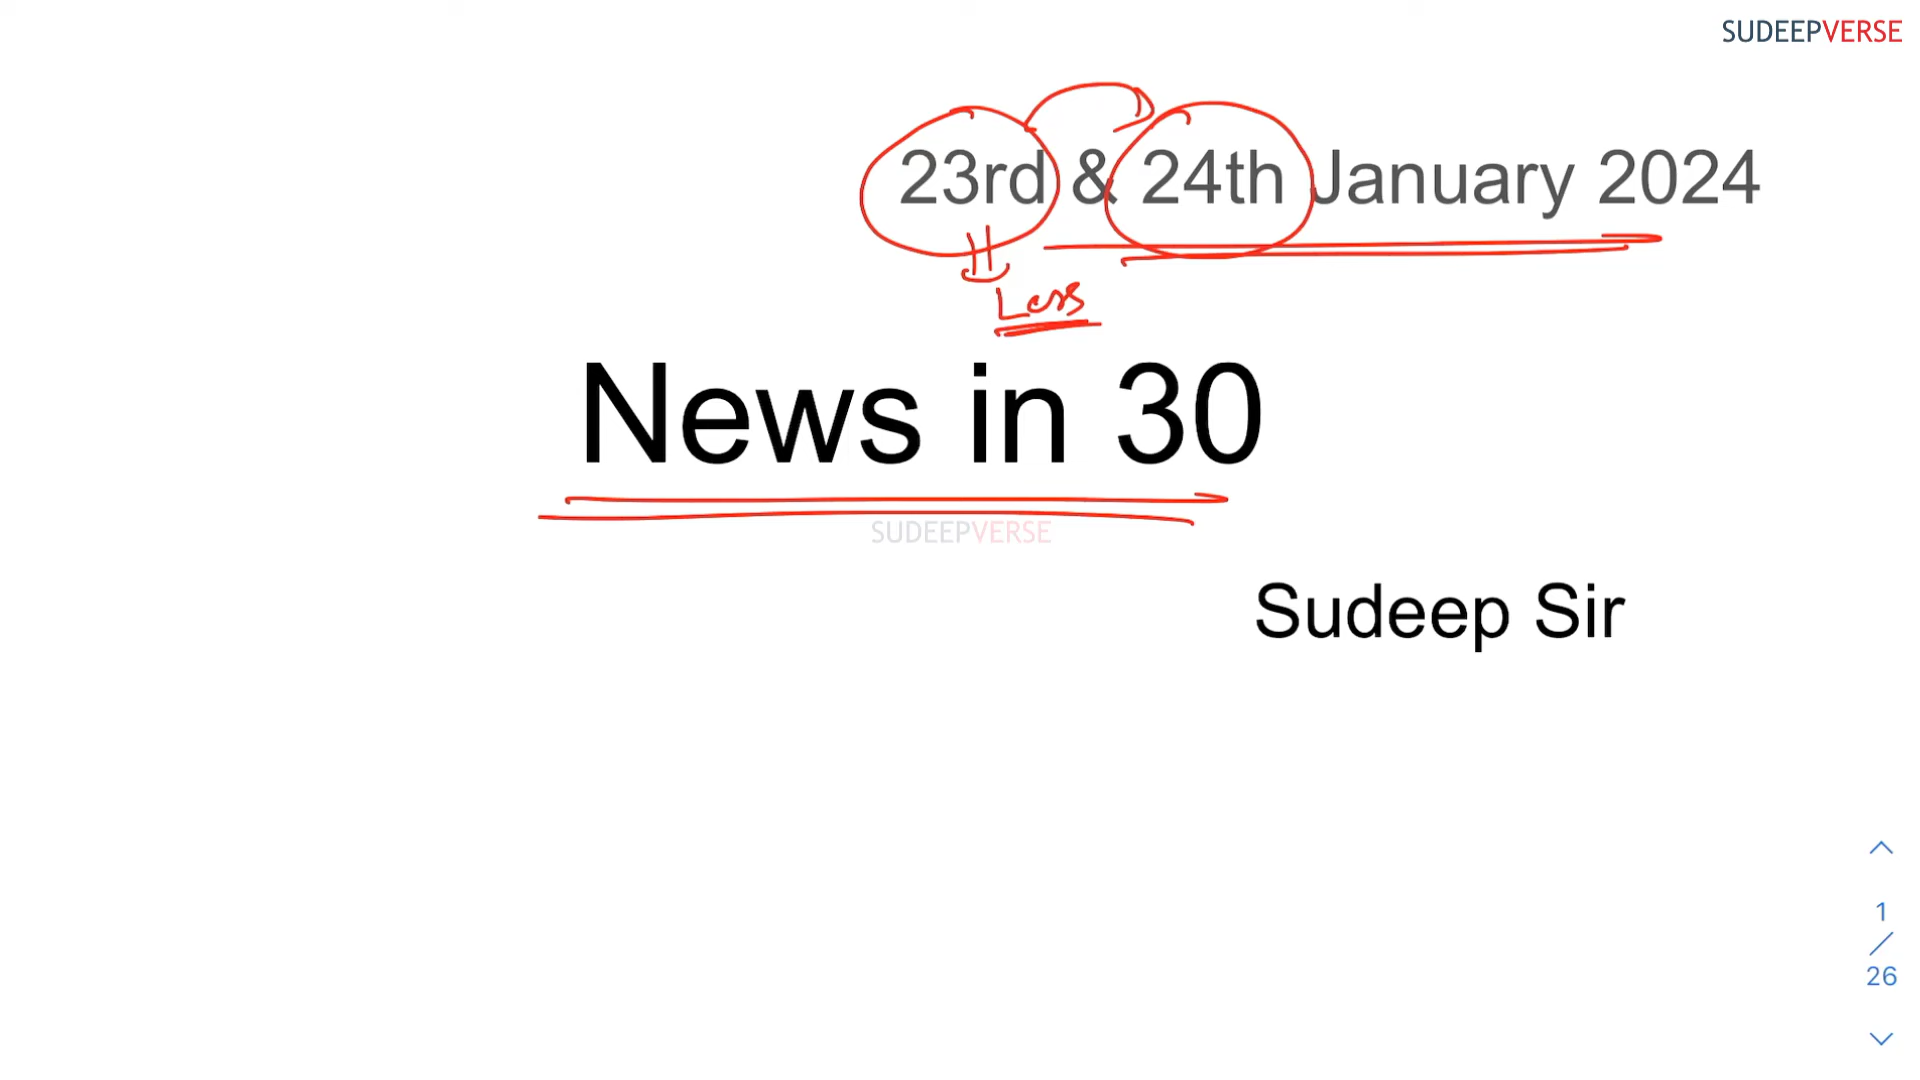 SUDEEPVERSE
23rd & 24th January 2024
Less
News in 30
SUDEEPVERSE
Sudeep Sir
1
/
26